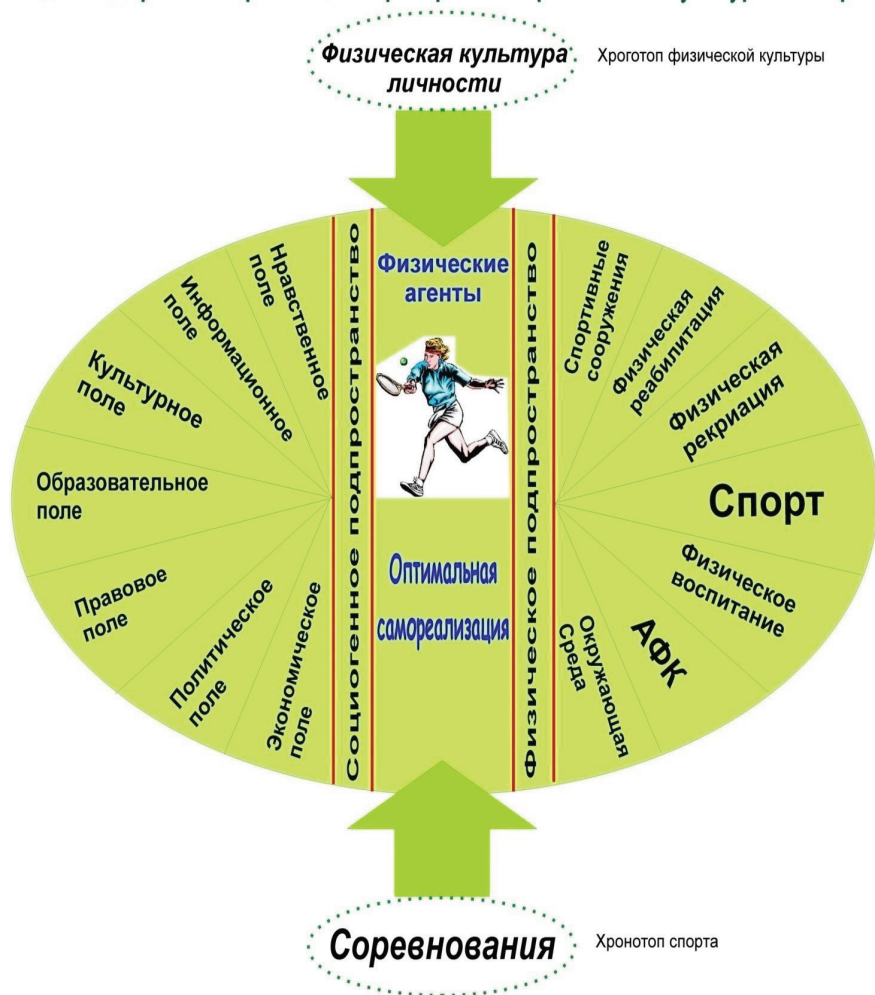 Физическая культура
личности
Хроготоп физической культуры
Нравственное
поле
Информационное
поле
Культурное
поле
Образовательное
поле
Правовое
поле
Политическое
поле
Экономическое
поле
Социогенное подпространство
Физические
агенты
Оптимальная
самореализация
Физическое подпространство
Спортивные
сооружения
Физическая
реабилитация
Физическая
рекриация
Спорт
Физическое
воспитание
АФК
Окружающая
Среда
Соревнования
Хронотоп спорта